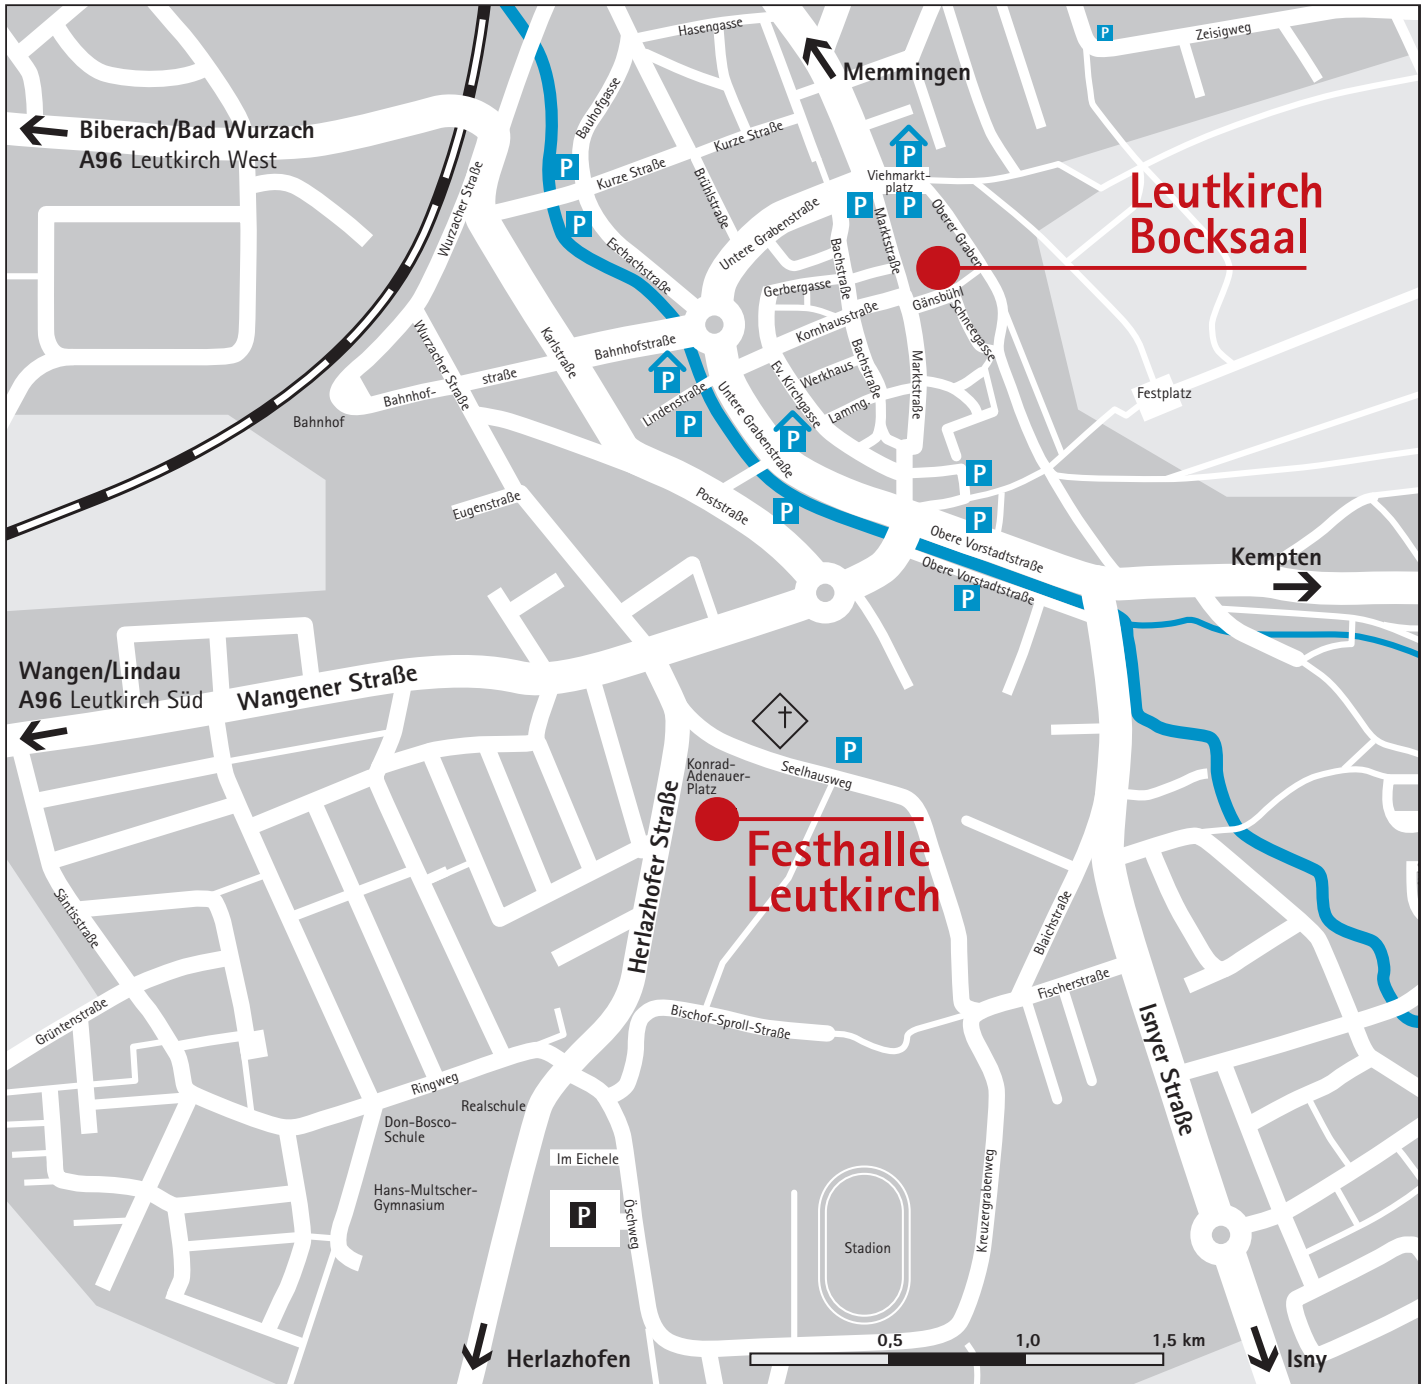 Hasengasse
Zeisigweg
P
Memmingen
Bauhofgasse
Biberach/Bad Wurzach
A96 Leutkirch West
Kurze Straße
Kurze Straße
P
P
Viehmarkt-
platz
P
P
Leutkirch
Bocksaal
Wurzacher Straße
Brühlstraße
Untere Grabenstraße
Marktstraße
Oberer Graben
P
Eschachstraße
Bachstraße
Gerbergasse
Gänsbühl
Schneegasse
Kornhausstraße
Wurzacher Straße
Karlstraße
Bahnhofstraße
Bahnhof-
straße
P
Lindenstraße
P
Untere Grabenstraße
Ev. Kirchgasse
Werkhaus
Bachstraße
Marktstraße
Lammg.
Festplatz
Bahnhof
P
P
Eugenstraße
Poststraße
P
P
Obere Vorstadtstraße
Obere Vorstadtstraße
P
Kempten
Wangen/Lindau
A96 Leutkirch Süd
Wangener Straße
P
Konrad-
Adenauer-
Platz
Seelhausweg
Festhalle
Leutkirch
Herlazhofer Straße
Säntisstraße
Blaichstraße
Fischerstraße
Grüntenstraße
Bischof-Sproll-Straße
Isnyer Straße
Ringweg
Realschule
Don-Bosco-
Schule
Im Eichele
Hans-Multscher-
Gymnasium
P
Öschweg
Kreuzergrabenweg
Stadion
0,5
1,0
1,5 km
Herlazhofen
Isny